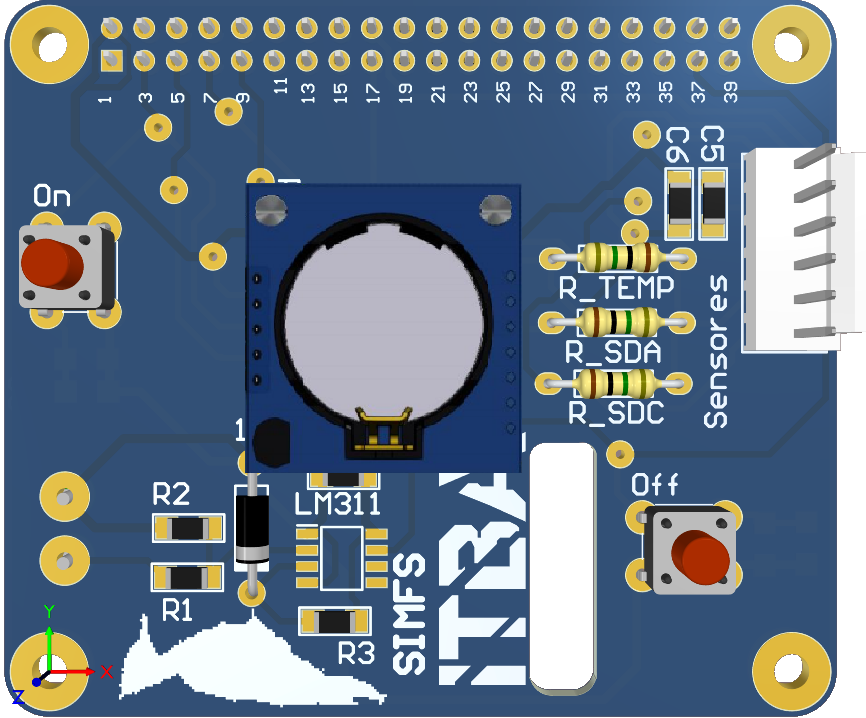 1 3 5 7 9 11 13 15 17 19 21 23 25 27 29 31 33 35 37 39
C6 C5
On
R_TEMP
R_SDA
R_SDC
Sensores
1
Off
R2
LM311
R1
R3
SIMFS
ITBA
Y
X
Z